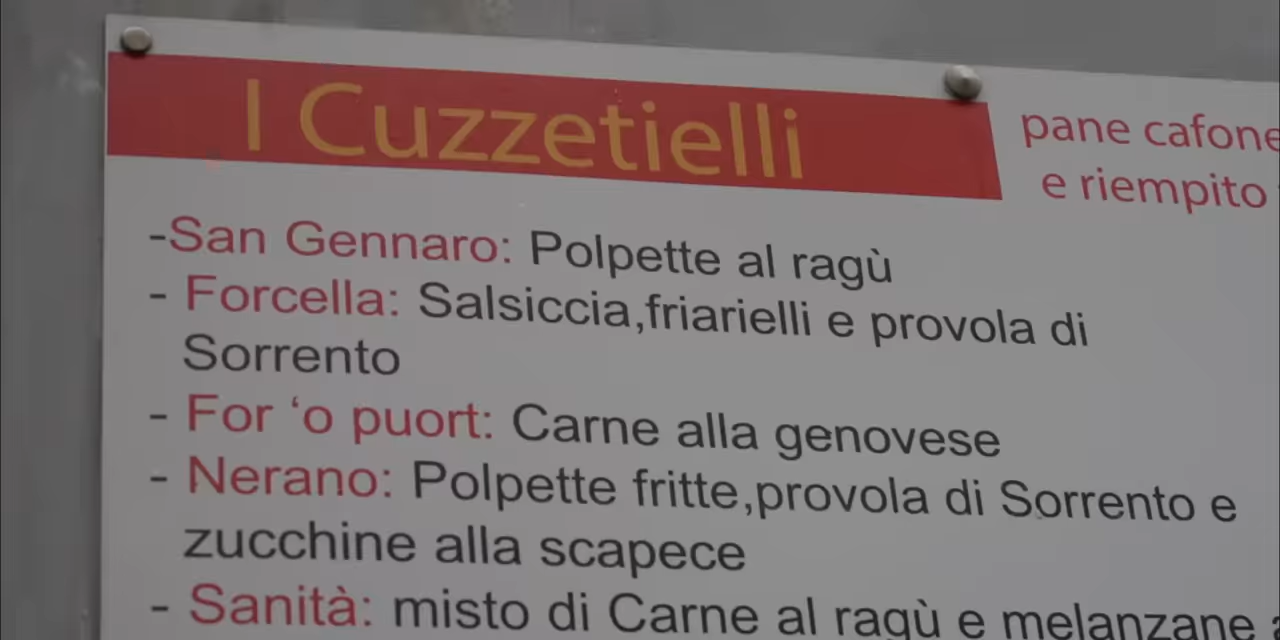 I Cuzzetielli
pane cafone
e riempito
-San Gennaro: Polpette al ragù
- Forcella: Salsiccia,friarielli e provola di
Sorrento
- For ‘o puort: Carne alla genovese
- Nerano: Polpette fritte,provola di Sorrento e
zucchine alla scapece
- Sanità: misto di Carne al ragù e melanzane